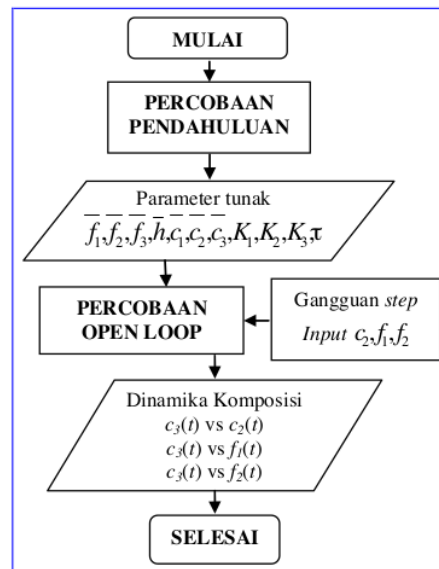 MULAI
PERCOBAAN
PENDAHULUAN
Parameter tunak
f̅₁,f̅₂,f̅₃,h̅,c̅₁,c̅₂,c̅₃,K₁,K₂,K₃,τ
PERCOBAAN
OPEN LOOP
Gangguan step
Input c₂,f₁,f₂
Dinamika Komposisi
c₃(t) vs c₂(t)
c₃(t) vs f₁(t)
c₃(t) vs f₂(t)
SELESAI